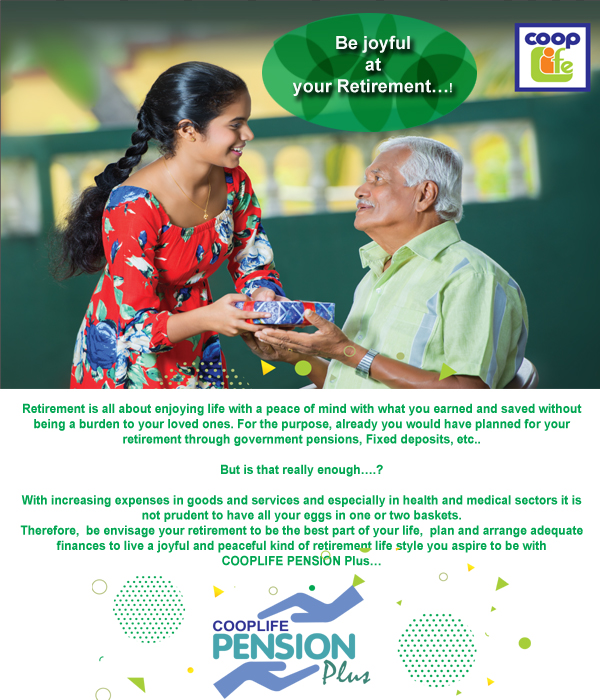 Be joyful
at
your Retirement…!
coop
Life
Retirement is all about enjoying life with a peace of mind with what you earned and saved without
being a burden to your loved ones. For the purpose, already you would have planned for your
retirement through government pensions, Fixed deposits, etc..
But is that really enough….?
With increasing expenses in goods and services and especially in health and medical sectors it is
not prudent to have all your eggs in one or two baskets.
Therefore,  be envisage your retirement to be the best part of your life,  plan and arrange adequate
finances to live a joyful and peaceful kind of retirement life style you aspire to be with
COOPLIFE PENSION Plus…
COOPLIFE
PENSION
Plus